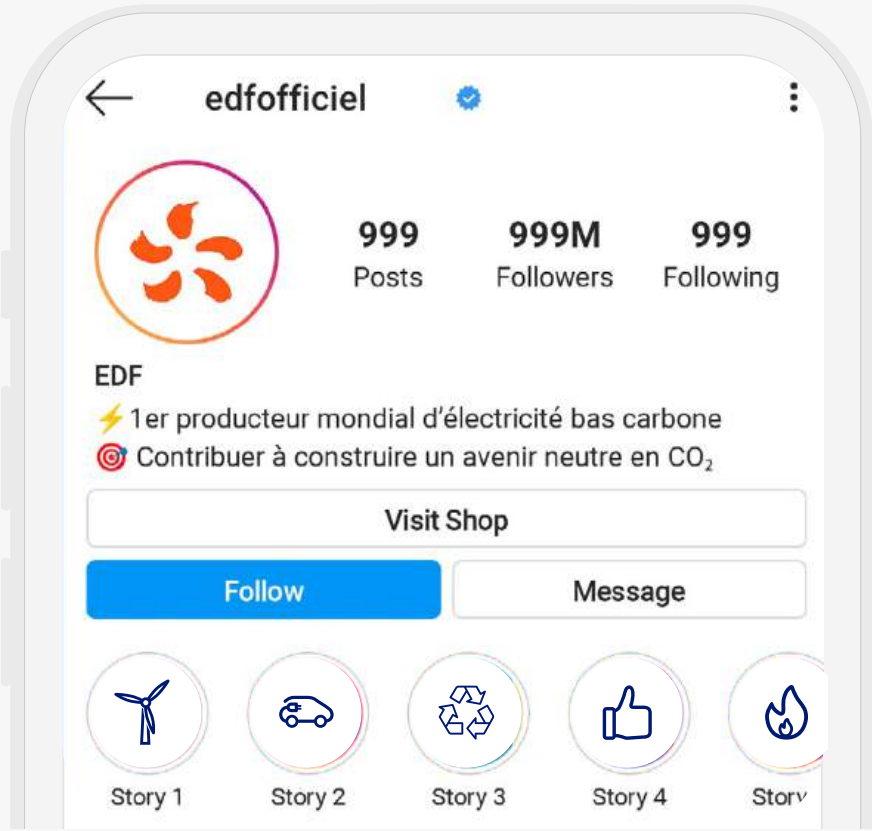 edfofficiel
999 999M 999
Posts Followers Following
EDF
⚡1er producteur mondial d'électricité bas carbone
🎯 Contribuer à construire un avenir neutre en CO₂
Visit Shop
Follow Message
Story 1 Story 2 Story 3 Story 4 Story